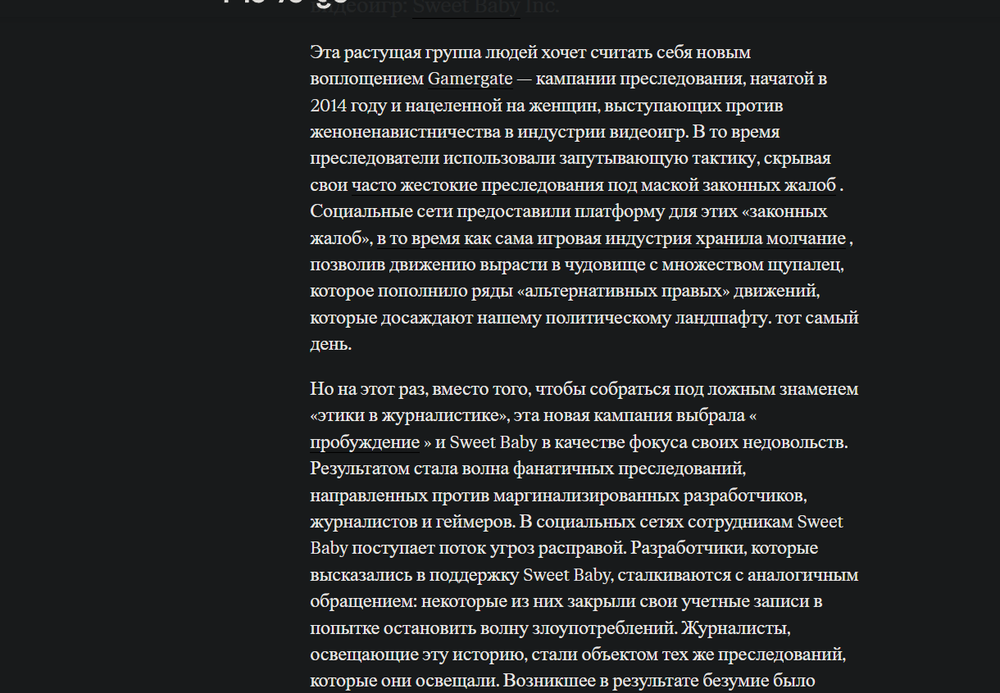 видеоигр: Sweet Baby Inc.
Эта растущая группа людей хочет считать себя новым
воплощением Gamergate — кампании преследования, начатой в
2014 году и нацеленной на женщин, выступающих против
женоненавистничества в индустрии видеоигр. В то время
преследователи использовали запутывающую тактику, скрывая
свои часто жестокие преследования под маской законных жалоб .
Социальные сети предоставили платформу для этих «законных
жалоб», в то время как сама игровая индустрия хранила молчание ,
позволив движению вырасти в чудовище с множеством щупалец,
которое пополнило ряды «альтернативных правых» движений,
которые досаждают нашему политическому ландшафту. тот самый
день.
Но на этот раз, вместо того, чтобы собраться под ложным знаменем
«этики в журналистике», эта новая кампания выбрала «
пробуждение » и Sweet Baby в качестве фокуса своих недовольств.
Результатом стала волна фанатичных преследований,
направленных против маргинализированных разработчиков,
журналистов и геймеров. В социальных сетях сотрудникам Sweet
Baby поступает поток угроз расправой. Разработчики, которые
высказались в поддержку Sweet Baby, сталкиваются с аналогичным
обращением: некоторые из них закрыли свои учетные записи в
попытке остановить волну злоупотреблений. Журналисты,
освещающие эту историю, стали объектом тех же преследований,
которые они освещали. Возникшее в результате безумие было